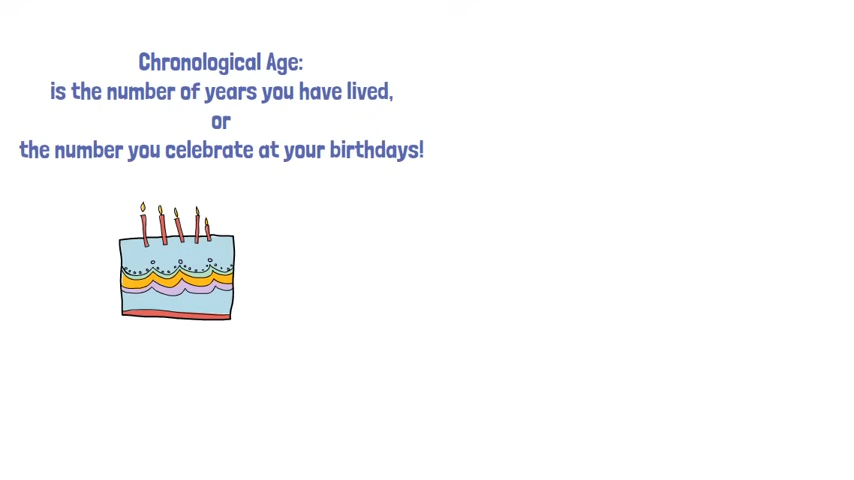 Chronological Age:
is the number of years you have lived,
or
the number you celebrate at your birthdays!